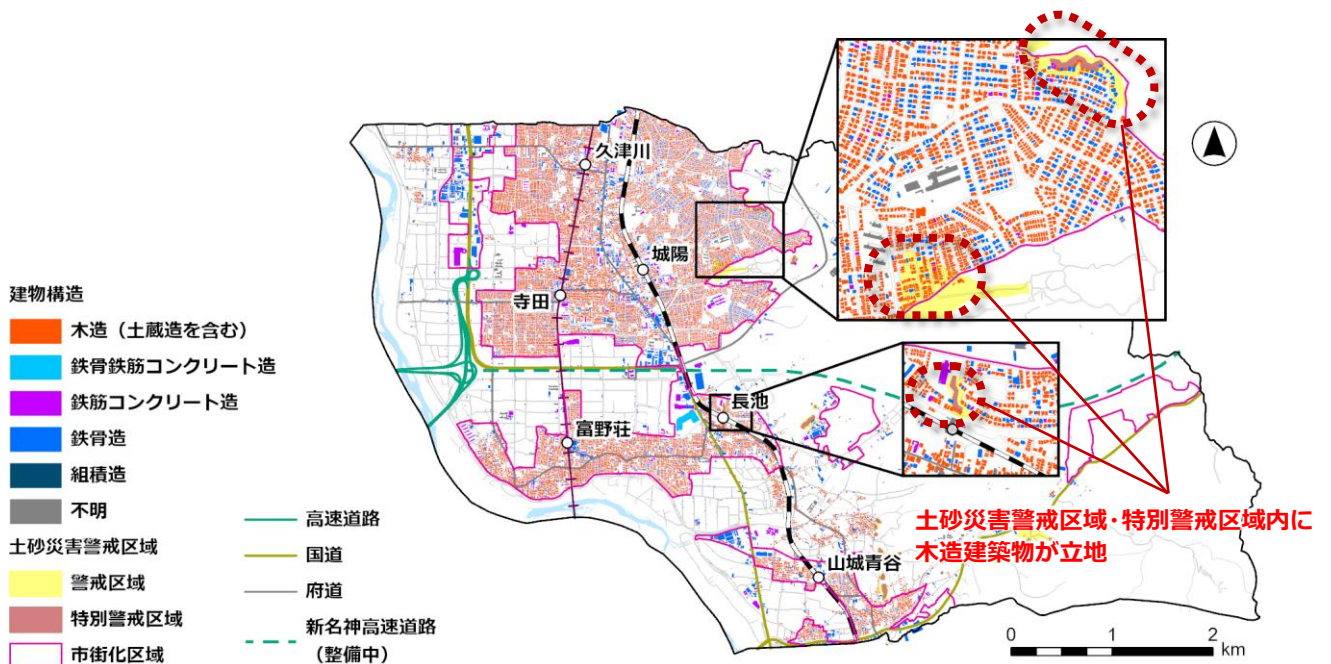 久津川
城陽
寺田
長池
富野荘
山城青谷
建物構造
木造（土蔵造を含む）
鉄骨鉄筋コンクリート造
鉄筋コンクリート造
鉄骨造
組積造
不明
土砂災害警戒区域
警戒区域
特別警戒区域
市街化区域
高速道路
国道
府道
新名神高速道路
（整備中）
土砂災害警戒区域・特別警戒区域内に
木造建築物が立地
0 1 2 km